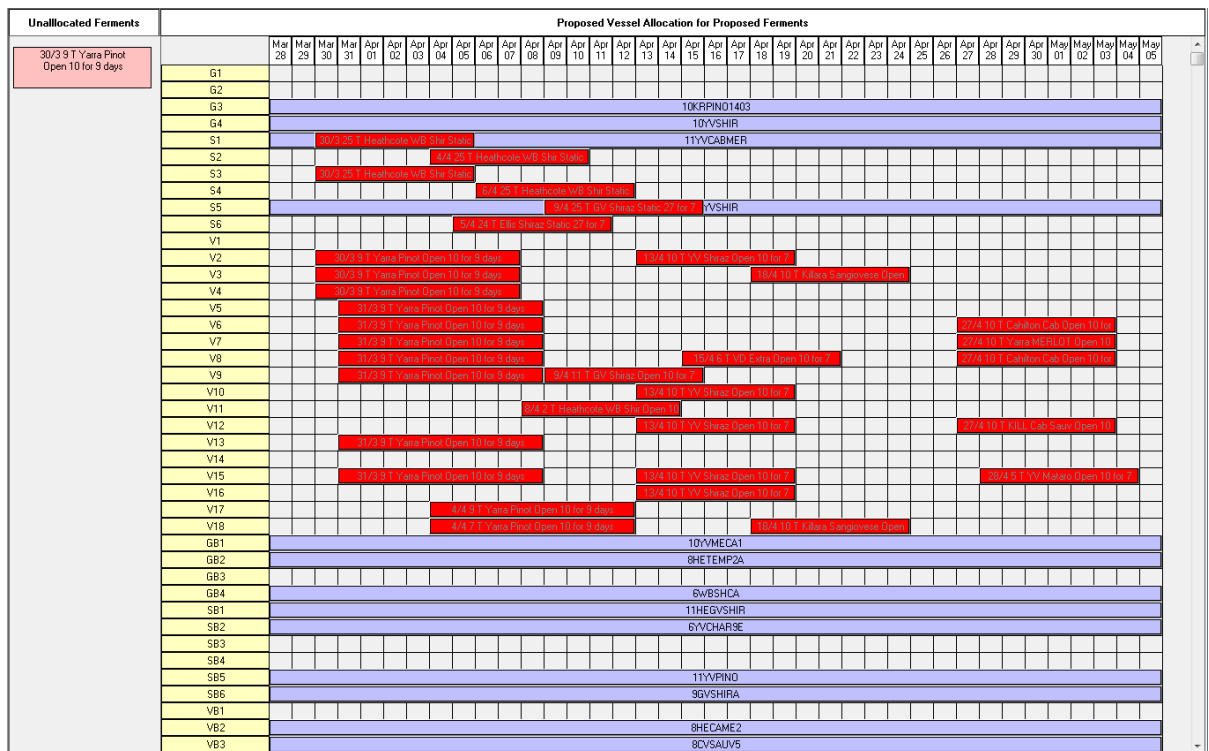 Unalllocated Ferments
Proposed Vessel Allocation for Proposed Ferments
30/3 9 T Yarra Pinot
Open 10 for 9 days
Mar 28 Mar 29 Mar 30 Mar 31 Apr 01 Apr 02 Apr 03 Apr 04 Apr 05 Apr 06 Apr 07 Apr 08 Apr 09 Apr 10 Apr 11 Apr 12 Apr 13 Apr 14 Apr 15 Apr 16 Apr 17 Apr 18 Apr 19 Apr 20 Apr 21 Apr 22 Apr 23 Apr 24 Apr 25 Apr 26 Apr 27 Apr 28 Apr 29 Apr 30 May 01 May 02 May 03 May 04 May 05
G1
G2
G3 10KRPINO1403
G4 10YVSHIR
S1 30/3 25 T Heathcote WB Shir Static 11YVCABMER
S2 4/4 25 T Heathcote WB Shir Static
S3 30/3 25 T Heathcote WB Shir Static
S4 6/4 25 T Heathcote WB Shir Static
S5 9/4 25 T GV Shiraz Static 27 for 7 YVSHIR
S6 5/4 24 T Ellis Shiraz Static 27 for 7
V1
V2 30/3 9 T Yarra Pinot Open 10 for 9 days 13/4 10 T YV Shiraz Open 10 for 7
V3 30/3 9 T Yarra Pinot Open 10 for 9 days 18/4 10 T Killara Sangiovese Open
V4 30/3 9 T Yarra Pinot Open 10 for 9 days
V5 31/3 9 T Yarra Pinot Open 10 for 9 days
V6 31/3 9 T Yarra Pinot Open 10 for 9 days 27/4 10 T Cahilton Cab Open 10 for
V7 31/3 9 T Yarra Pinot Open 10 for 9 days 27/4 10 T Yarra MERLOT Open 10
V8 31/3 9 T Yarra Pinot Open 10 for 9 days 15/4 6 T VD Extra Open 10 for 7 27/4 10 T Cahilton Cab Open 10 for
V9 31/3 9 T Yarra Pinot Open 10 for 9 days 9/4 11 T GV Shiraz Open 10 for 7
V10 13/4 10 T YV Shiraz Open 10 for 7
V11 8/4 2 T Heathcote WB Shir Open 10
V12 13/4 10 T YV Shiraz Open 10 for 7 27/4 10 T KILL Cab Sauv Open 10
V13 31/3 9 T Yarra Pinot Open 10 for 9 days
V14
V15 31/3 9 T Yarra Pinot Open 10 for 9 days 13/4 10 T YV Shiraz Open 10 for 7 28/4 5 T YV Mataro Open 10 for 7
V16 13/4 10 T YV Shiraz Open 10 for 7
V17 4/4 9 T Yarra Pinot Open 10 for 9 days
V18 4/4 7 T Yarra Pinot Open 10 for 9 days 18/4 10 T Killara Sangiovese Open
GB1 10YVMECA1
GB2 8HETEMP2A
GB3
GB4 6WBSHCA
SB1 11HEGVSHIR
SB2 6YVCHAR9E
SB3
SB4
SB5 11YVPINO
SB6 9GVSHIRA
VB1
VB2 8HECAME2
VB3 8CVSAUV5